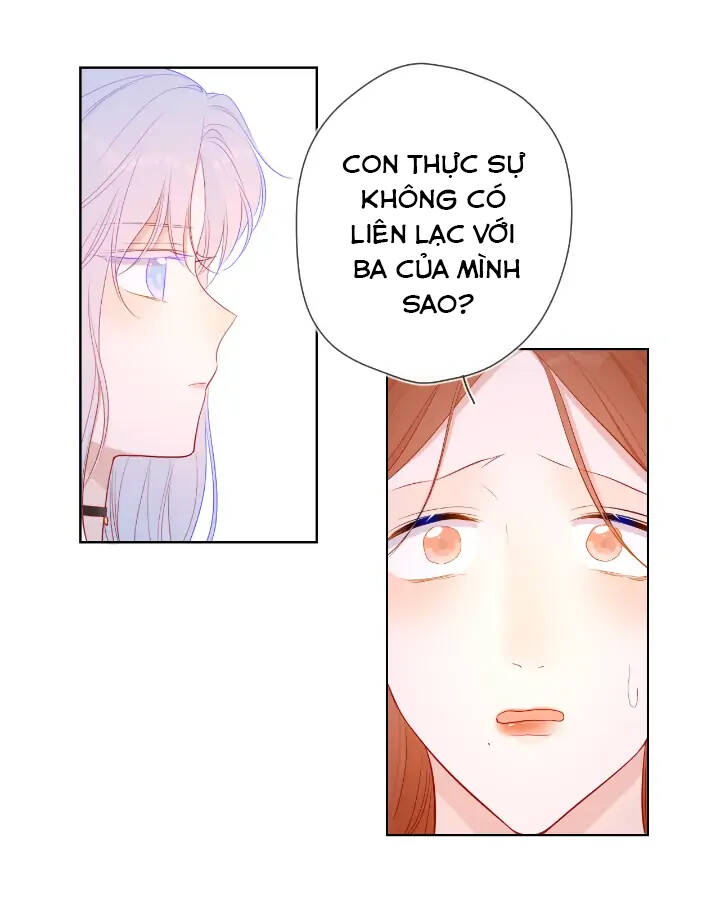 CON THỰC SỰ
KHÔNG CÓ
LIÊN LẠC VỚI
BA CỦA MÌNH
SAO?